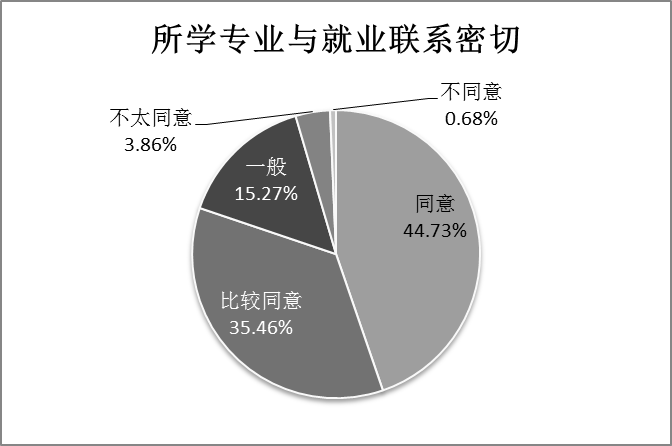 所学专业与就业联系密切
不同意
0.68%
不太同意
3.86%
一般
15.27%
同意
44.73%
比较同意
35.46%